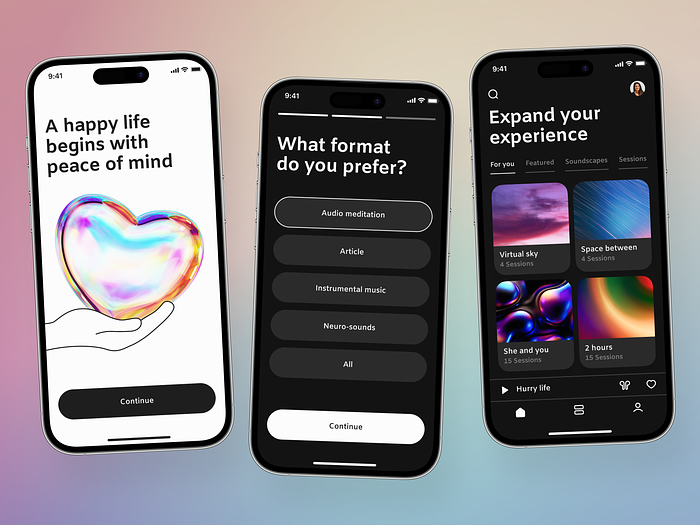 9:41
A happy life
begins with
peace of mind
Continue
9:41
What format
do you prefer?
Audio meditation
Article
Instrumental music
Neuro-sounds
All
Continue
9:41
Expand your
experience
For you Featured Soundscapes Sessions
Virtual sky
4 Sessions
Space between
4 Sessions
She and you
15 Sessions
2 hours
15 Sessions
Hurry life